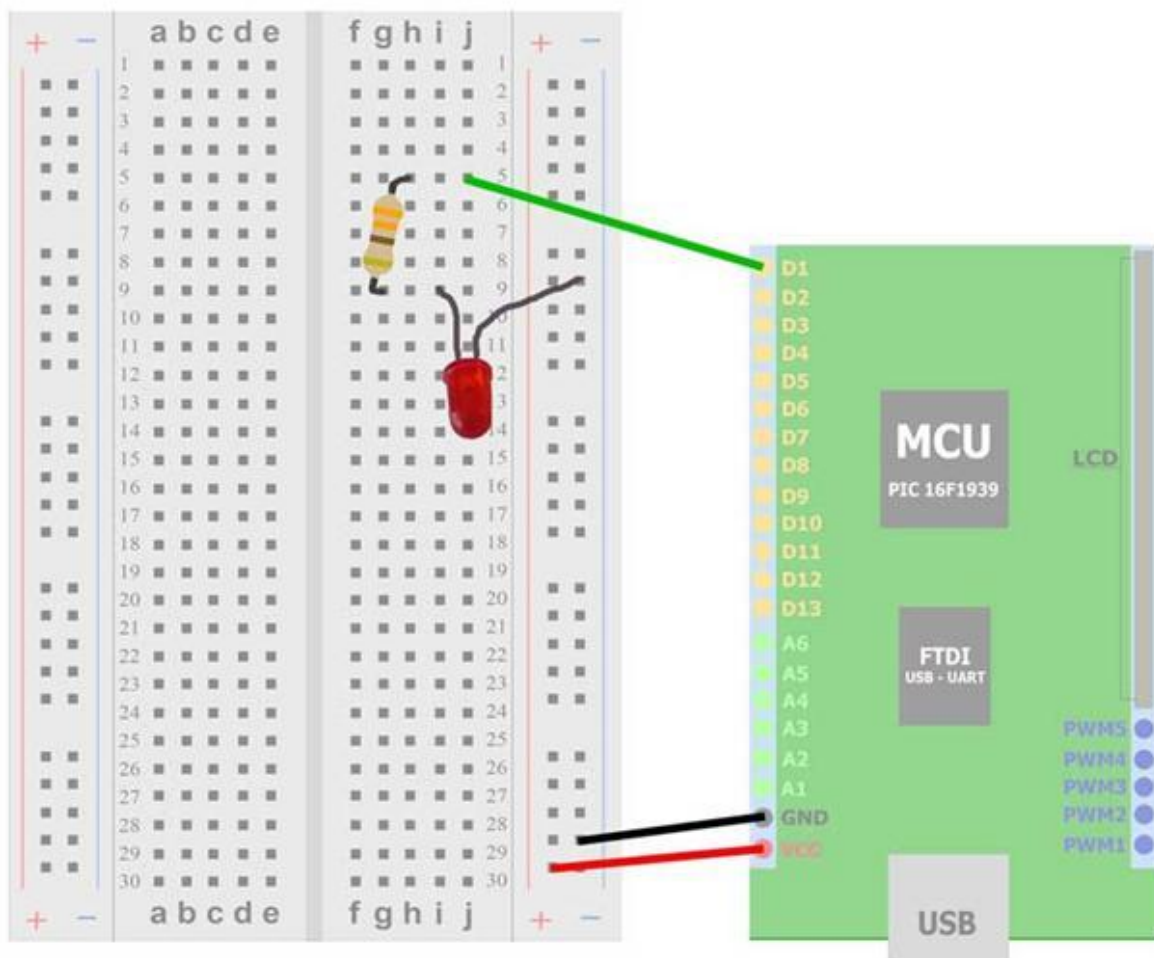 a b c d e f g h i j
+ − + −
1 1
2 2
3 3
4 4
5 5
6 6
7 7
8 8
9 9
10 10
11 11
12 2
13 3
14 14
15 15
16 16
17 17
18 18
19 19
20 20
21 21
22 22
23 23
24 24
25 25
26 26
27 27
28 28
29 29
30 30
+ − + −
a b c d e f g h i j
D1
D2
D3
D4
D5
D6
D7
D8
D9
D10
D11
D12
D13
A6
A5
A4
A3
A2
A1
GND
VCC
MCU
PIC 16F1939
FTDI
USB - UART
LCD
PWM5
PWM4
PWM3
PWM2
PWM1
USB